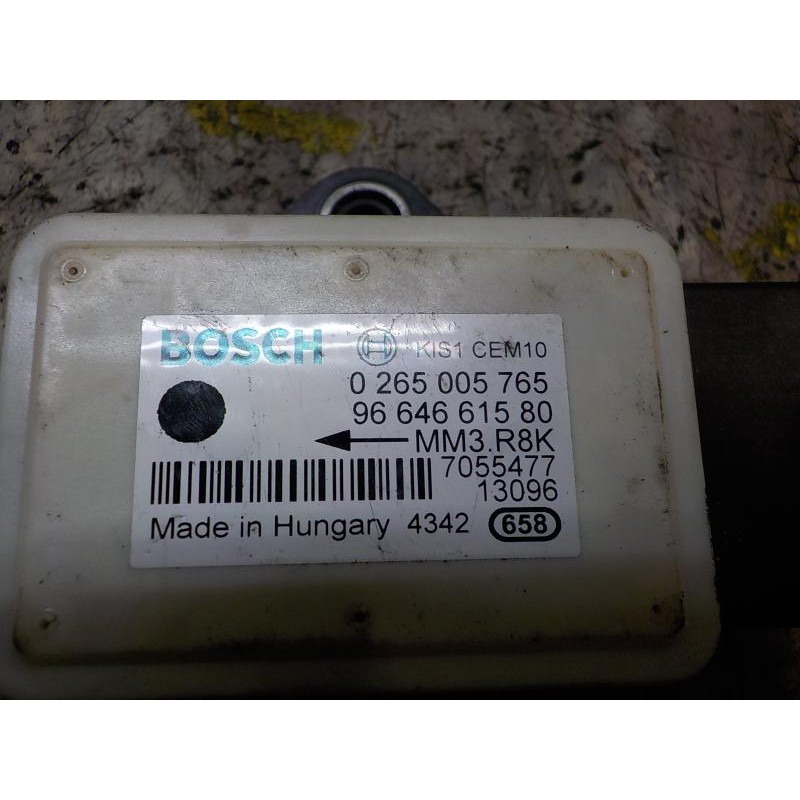 BOSCH KIS1 CEM10
0 265 005 765
96 646 615 80
MM3.R8K
7055477
13096
Made in Hungary 4342 658